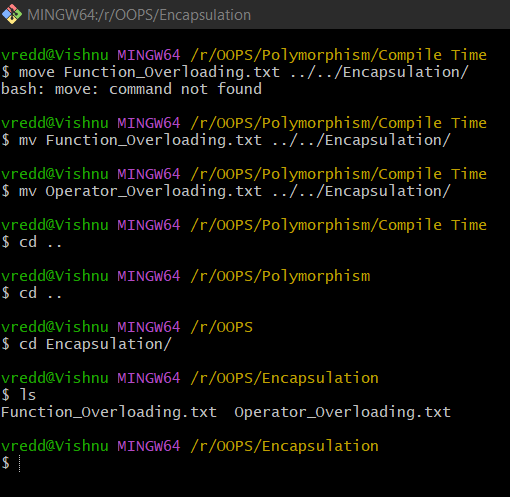 MINGW64:/r/OOPS/Encapsulation
vredd@Vishnu MINGW64 /r/OOPS/Polymorphism/Compile Time
$ move Function_Overloading.txt ../../Encapsulation/
bash: move: command not found
vredd@Vishnu MINGW64 /r/OOPS/Polymorphism/Compile Time
$ mv Function_Overloading.txt ../../Encapsulation/
vredd@Vishnu MINGW64 /r/OOPS/Polymorphism/Compile Time
$ mv Operator_Overloading.txt ../../Encapsulation/
vredd@Vishnu MINGW64 /r/OOPS/Polymorphism/Compile Time
$ cd ..
vredd@Vishnu MINGW64 /r/OOPS/Polymorphism
$ cd ..
vredd@Vishnu MINGW64 /r/OOPS
$ cd Encapsulation/
vredd@Vishnu MINGW64 /r/OOPS/Encapsulation
$ ls
Function_Overloading.txt  Operator_Overloading.txt
vredd@Vishnu MINGW64 /r/OOPS/Encapsulation
$